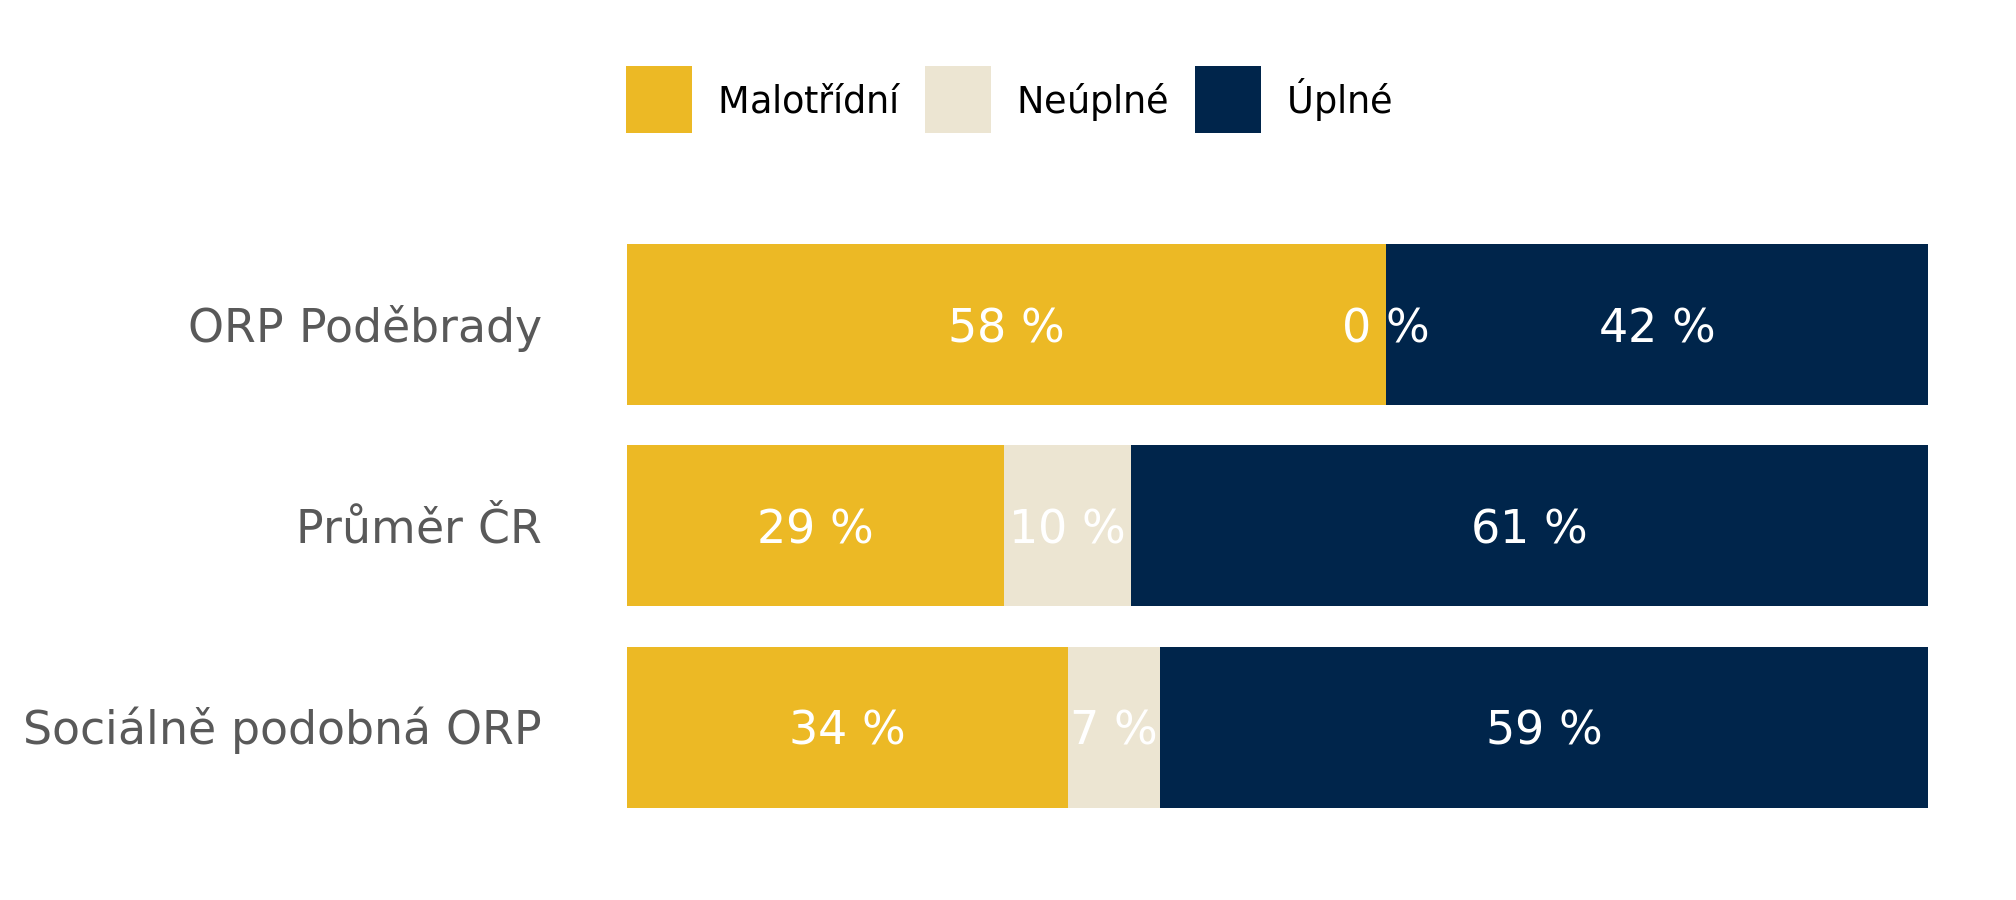 Malotřídní Neúplné Úplné
ORP Poděbrady 58 % 0 % 42 %
Průměr ČR 29 % 10 % 61 %
Sociálně podobná ORP 34 % 7 % 59 %